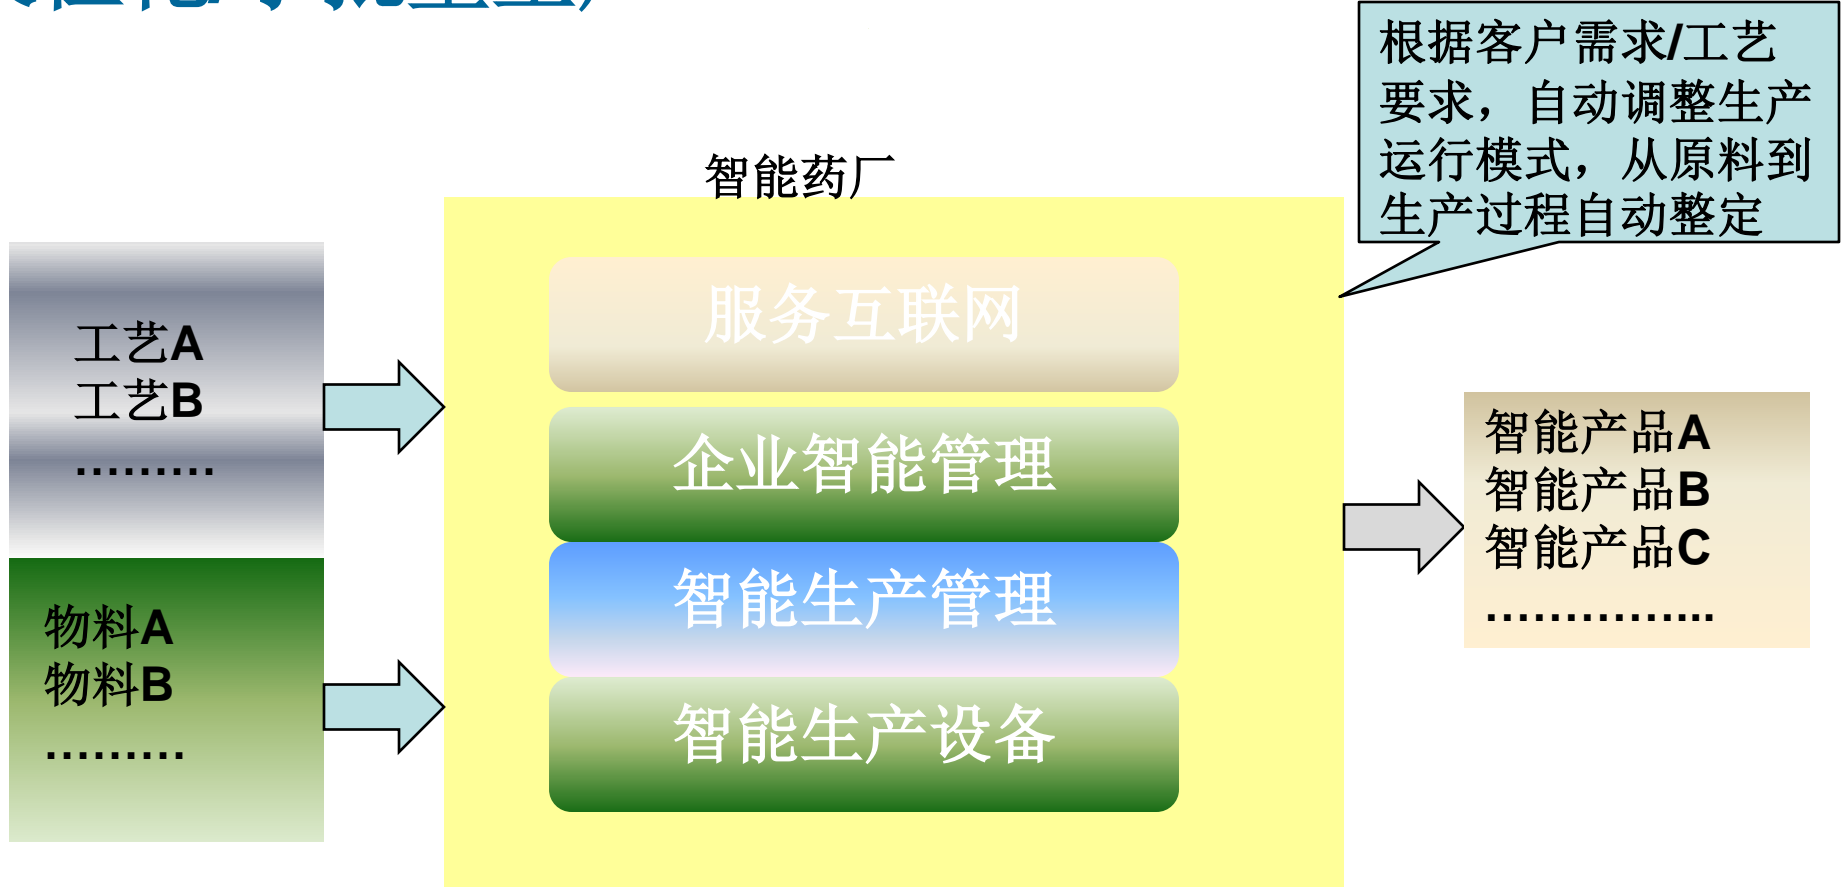 根据客户需求/工艺
要求，自动调整生产
运行模式，从原料到
生产过程自动整定
智能药厂
服务互联网
工艺A
工艺B
………
企业智能管理
智能产品A
智能产品B
智能产品C
…………...
智能生产管理
物料A
物料B
………
智能生产设备